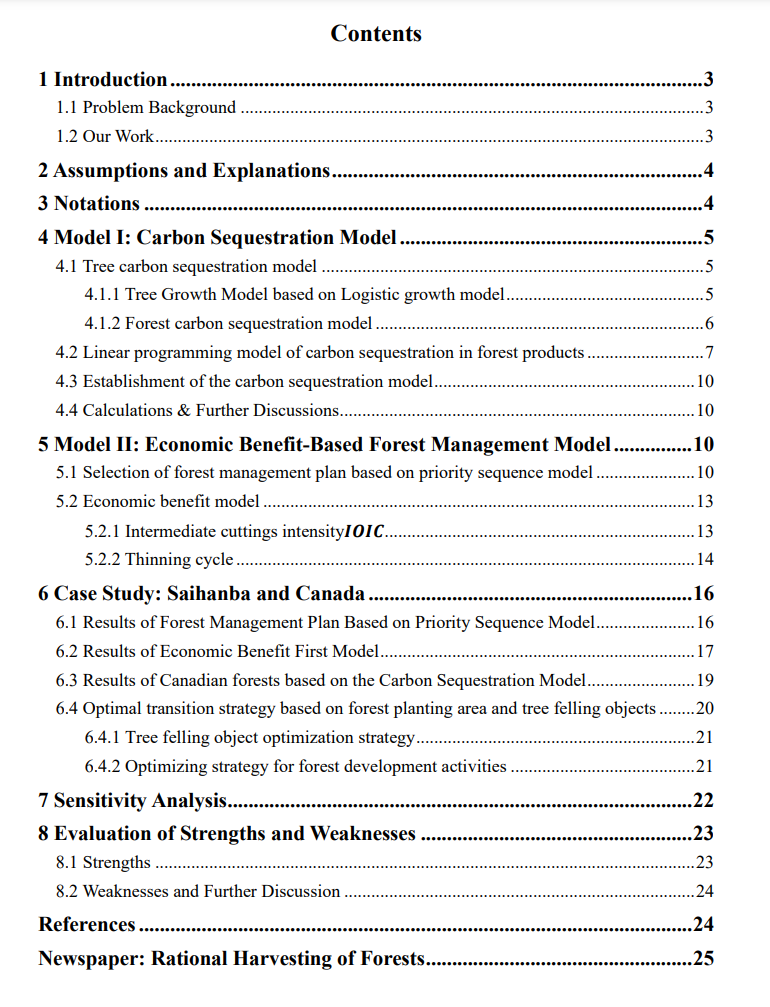 Contents
1 Introduction....................................................................................................3
1.1 Problem Background ....................................................................................................3
1.2 Our Work....................................................................................................3
2 Assumptions and Explanations......................................................................4
3 Notations ....................................................................................................4
4 Model I: Carbon Sequestration Model..........................................................5
4.1 Tree carbon sequestration model ....................................................................................5
4.1.1 Tree Growth Model based on Logistic growth model..........................................5
4.1.2 Forest carbon sequestration model ......................................................................6
4.2 Linear programming model of carbon sequestration in forest products .........................7
4.3 Establishment of the carbon sequestration model..........................................................10
4.4 Calculations & Further Discussions..............................................................................10
5 Model II: Economic Benefit-Based Forest Management Model...............10
5.1 Selection of forest management plan based on priority sequence model ......................10
5.2 Economic benefit model ..............................................................................................13
5.2.1 Intermediate cuttings intensityIOIC....................................................................13
5.2.2 Thinning cycle ....................................................................................................14
6 Case Study: Saihanba and Canada ..............................................................16
6.1 Results of Forest Management Plan Based on Priority Sequence Model......................16
6.2 Results of Economic Benefit First Model.....................................................................17
6.3 Results of Canadian forests based on the Carbon Sequestration Model........................19
6.4 Optimal transition strategy based on forest planting area and tree felling objects ........20
6.4.1 Tree felling object optimization strategy.............................................................21
6.4.2 Optimizing strategy for forest development activities ........................................21
7 Sensitivity Analysis.........................................................................................22
8 Evaluation of Strengths and Weaknesses ....................................................23
8.1 Strengths ....................................................................................................23
8.2 Weaknesses and Further Discussion .............................................................................24
References ....................................................................................................24
Newspaper: Rational Harvesting of Forests...................................................25